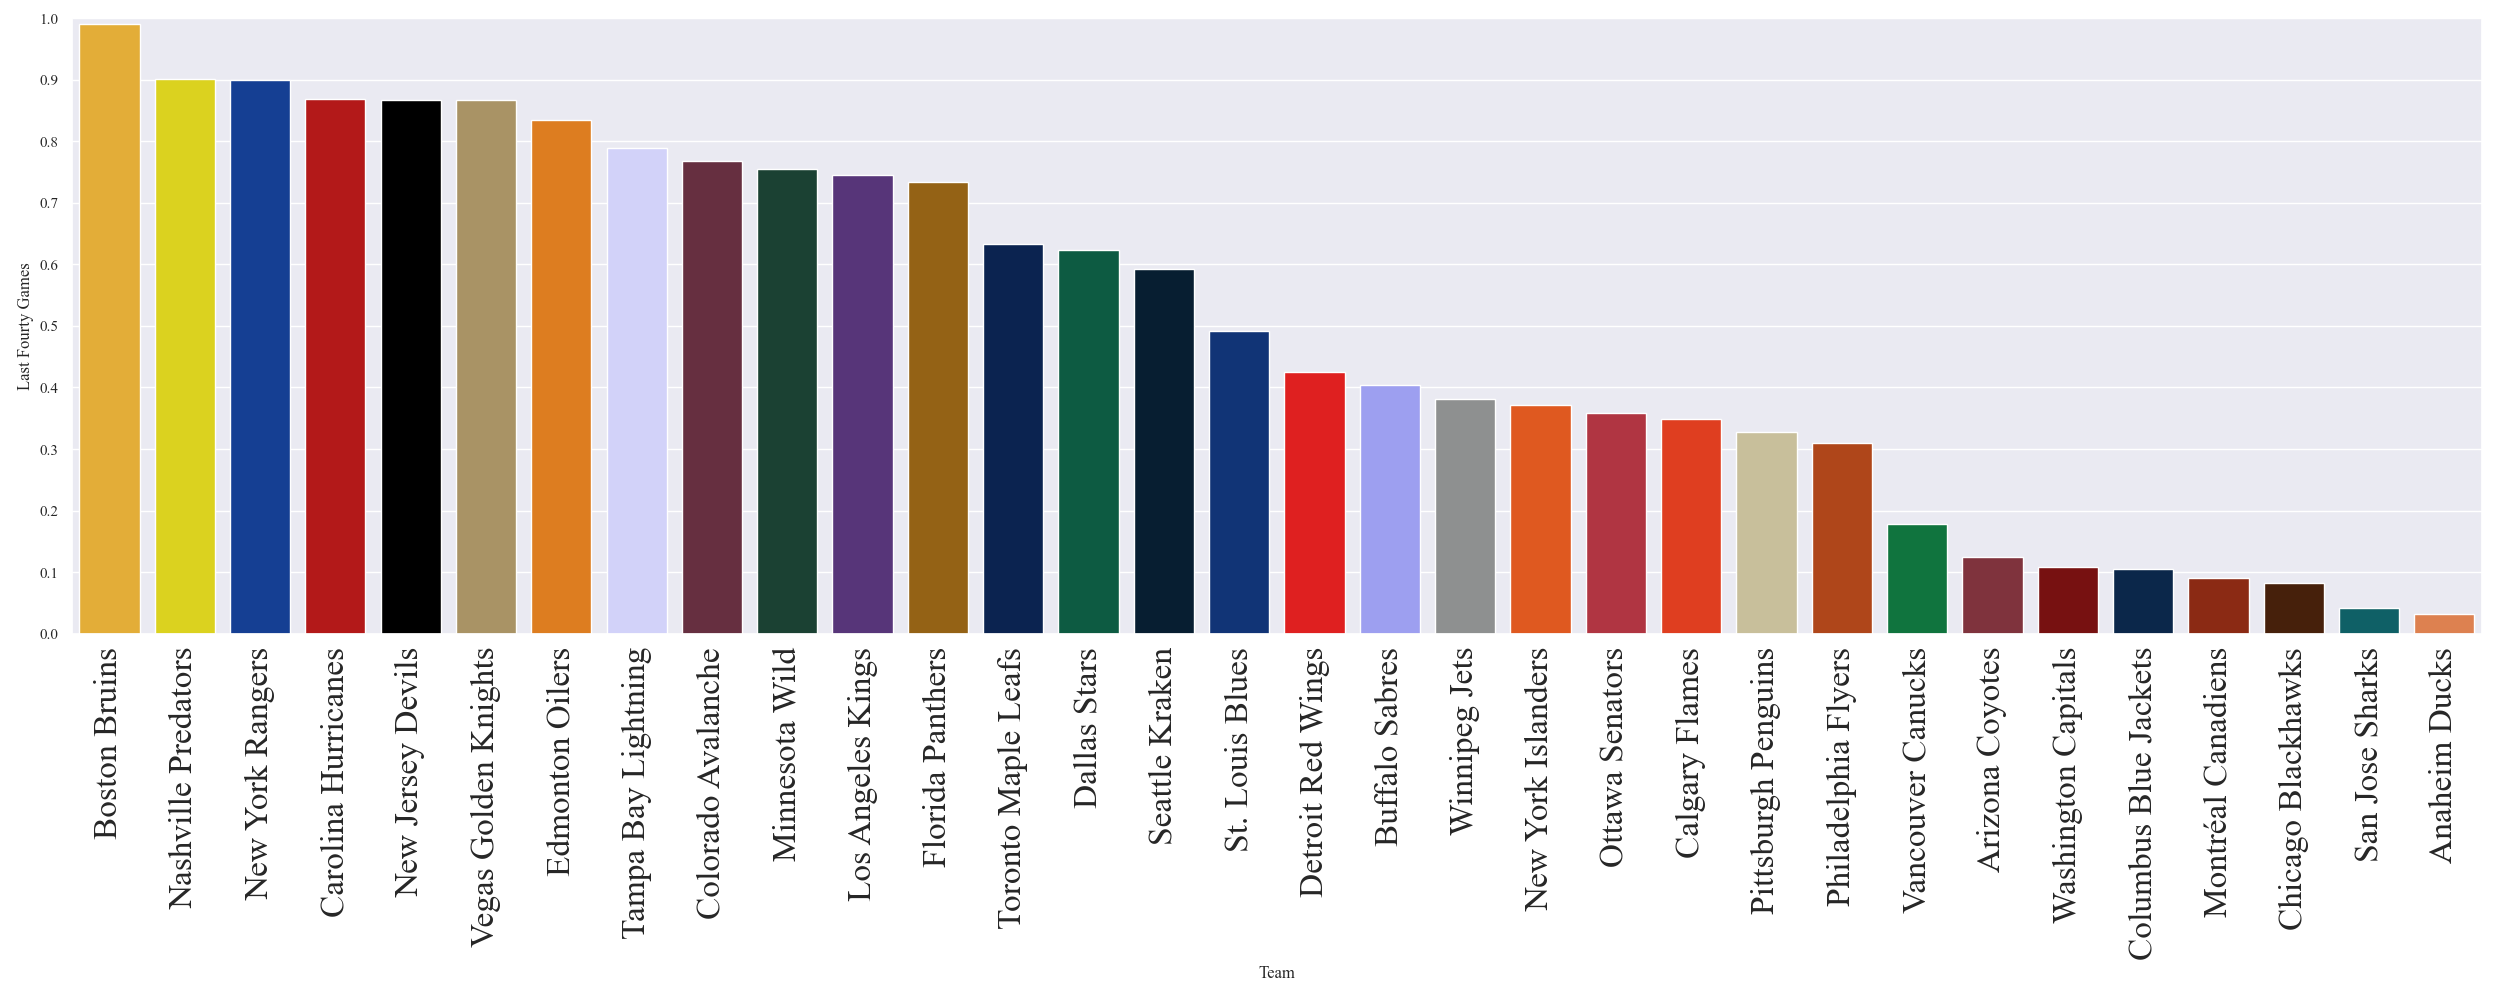 1.0
0.9
0.8
0.7
0.6
0.5
0.4
0.3
0.2
0.1
0.0
Last Fourty Games
Boston Bruins
Nashville Predators
New York Rangers
Carolina Hurricanes
New Jersey Devils
Vegas Golden Knights
Edmonton Oilers
Tampa Bay Lightning
Colorado Avalanche
Minnesota Wild
Los Angeles Kings
Florida Panthers
Toronto Maple Leafs
Dallas Stars
Seattle Kraken
St. Louis Blues
Detroit Red Wings
Buffalo Sabres
Winnipeg Jets
New York Islanders
Ottawa Senators
Calgary Flames
Pittsburgh Penguins
Philadelphia Flyers
Vancouver Canucks
Arizona Coyotes
Washington Capitals
Columbus Blue Jackets
Montréal Canadiens
Chicago Blackhawks
San Jose Sharks
Anaheim Ducks
Team